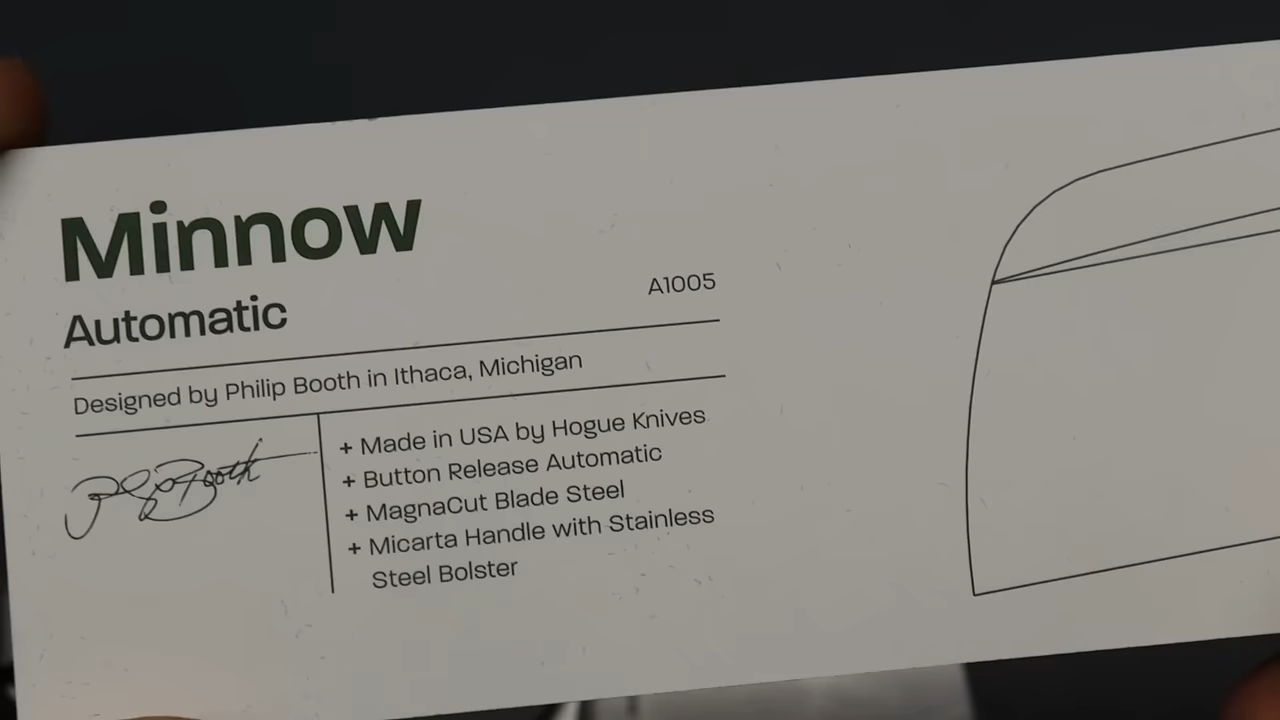 Minnow
Automatic
A1005
Designed by Philip Booth in Ithaca, Michigan
+ Made in USA by Hogue Knives
+ Button Release Automatic
+ MagnaCut Blade Steel
+ Micarta Handle with Stainless
Steel Bolster